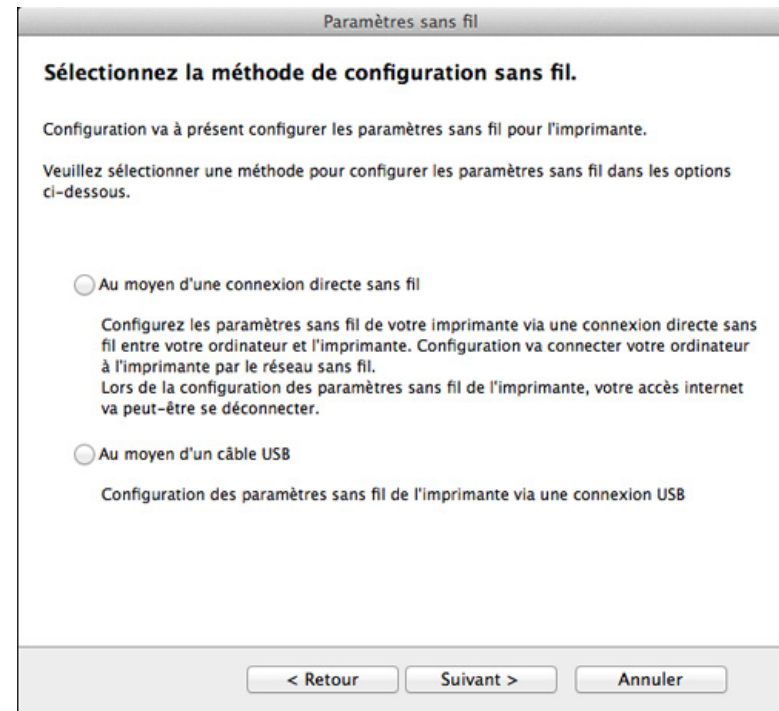 Paramètres sans fil
Sélectionnez la méthode de configuration sans fil.
Configuration va à présent configurer les paramètres sans fil pour l'imprimante.
Veuillez sélectionner une méthode pour configurer les paramètres sans fil dans les options
ci-dessous.
Au moyen d'une connexion directe sans fil
Configurez les paramètres sans fil de votre imprimante via une connexion directe sans
fil entre votre ordinateur et l'imprimante. Configuration va connecter votre ordinateur
à l'imprimante par le réseau sans fil.
Lors de la configuration des paramètres sans fil de l'imprimante, votre accès internet
va peut-être se déconnecter.
Au moyen d'un câble USB
Configuration des paramètres sans fil de l'imprimante via une connexion USB
< Retour
Suivant >
Annuler